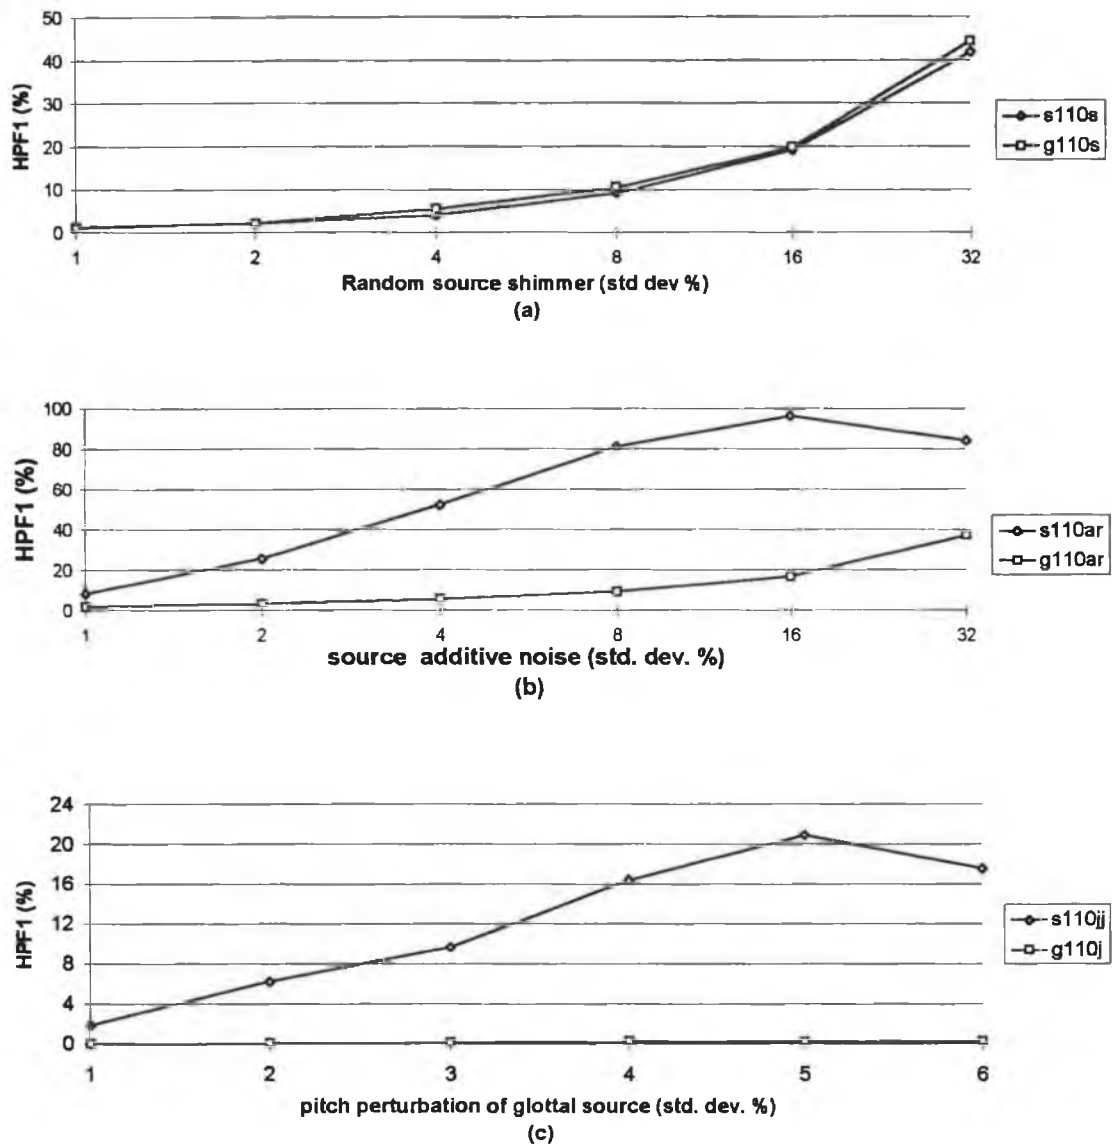 50
40
30
20
10
0
HPF1 (%)
1 2 4 8 16 32
Random source shimmer (std dev %)
(a)
s110s
g110s
100
80
60
40
20
0
HPF1 (%)
1 2 4 8 16 32
source additive noise (std. dev. %)
(b)
s110ar
g110ar
24
20
16
12
8
4
0
HPF1 (%)
1 2 3 4 5 6
pitch perturbation of glottal source (std. dev. %)
(c)
s110jj
g110j